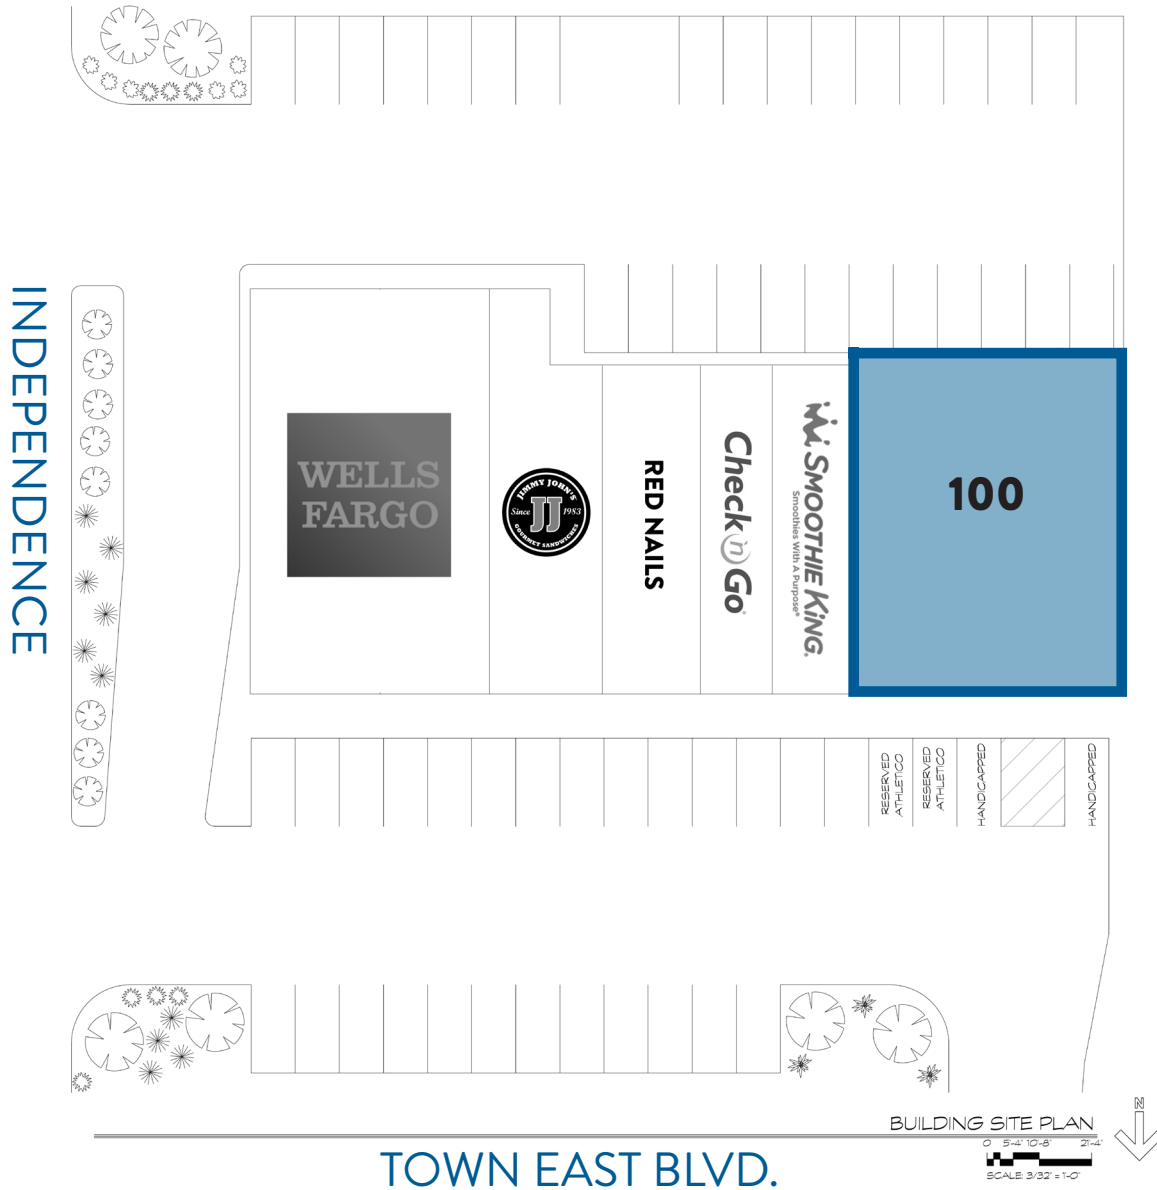 INDEPENDENCE
WELLS
FARGO
JIMMY JOHN'S
Since JJ 1983
GOURMET SANDWICHES
RED NAILS
Check 'n Go
SMOOTHIE KING
Smoothies With A Purpose®
100
RESERVED
ATHLETICO
RESERVED
ATHLETICO
HANDICAPPED
HANDICAPPED
N
BUILDING SITE PLAN
0 5'-4" 10'-8" 21'-4"
SCALE: 3/32" = 1'-0"
TOWN EAST BLVD.